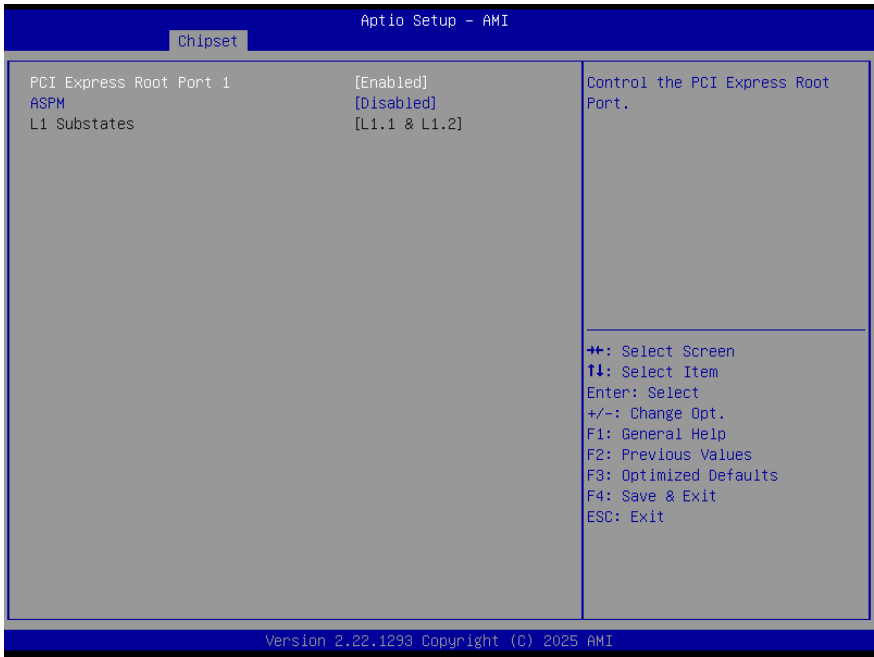 Aptio Setup – AMI
Chipset
PCI Express Root Port 1 [Enabled]
ASPM [Disabled]
L1 Substates [L1.1 & L1.2]
Control the PCI Express Root
Port.
→←: Select Screen
↑↓: Select Item
Enter: Select
+/-: Change Opt.
F1: General Help
F2: Previous Values
F3: Optimized Defaults
F4: Save & Exit
ESC: Exit
Version 2.22.1293 Copyright (C) 2025 AMI